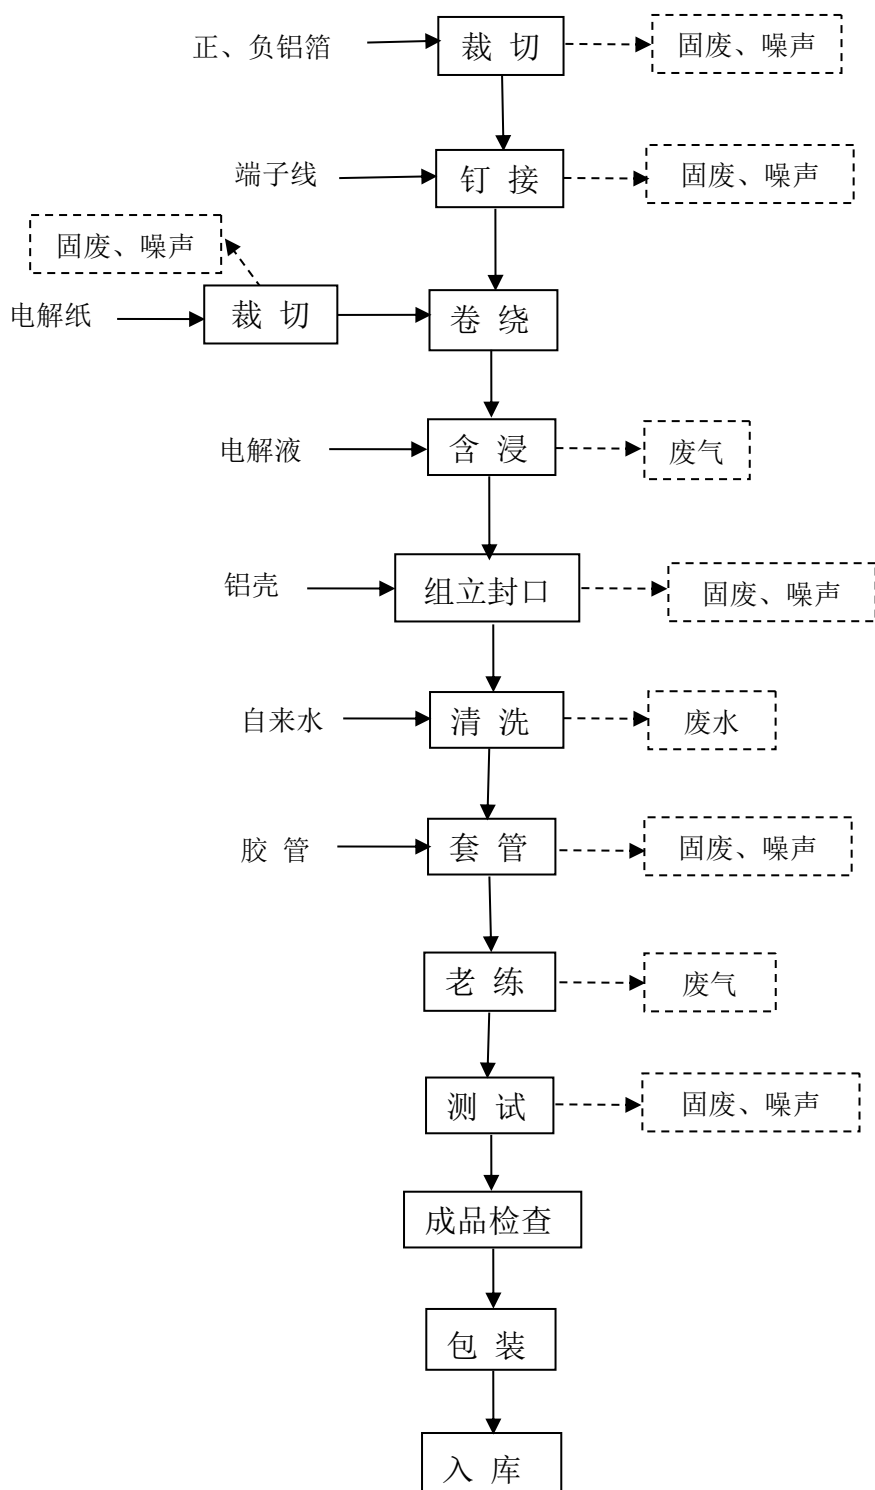 正、负铝箔
裁 切
固废、噪声
端子线
钉 接
固废、噪声
固废、噪声
电解纸
裁 切
卷 绕
电解液
含 浸
废气
铝壳
组立封口
固废、噪声
自来水
清 洗
废水
胶 管
套 管
固废、噪声
老 练
废气
测 试
固废、噪声
成品检查
包 装
入 库